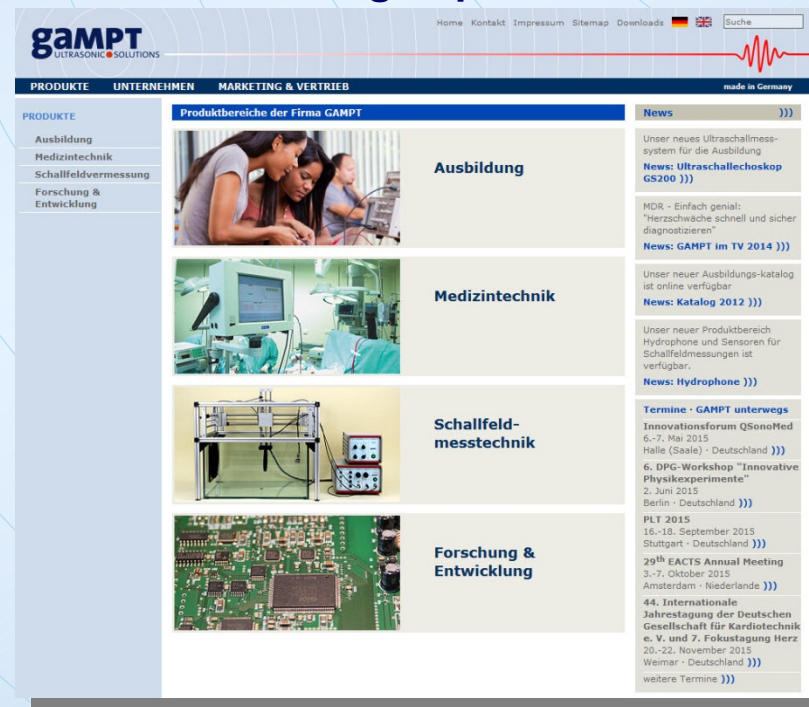 Home Kontakt Impressum Sitemap Downloads Suche
gAMPT
ULTRASONIC SOLUTIONS
PRODUKTE UNTERNEHMEN MARKETING & VERTRIEB made in Germany
PRODUKTE
Ausbildung
Medizintechnik
Schallfeldvermessung
Forschung &
Entwicklung
Produktbereiche der Firma GAMPT
Ausbildung
Medizintechnik
Schallfeld-
messtechnik
Forschung &
Entwicklung
News )))
Unser neues Ultraschallmess-
system für die Ausbildung
News: Ultraschallechoskop
GS200 )))
MDR - Einfach genial:
"Herzschwäche schnell und sicher
diagnostizieren"
News: GAMPT im TV 2014 )))
Unser neuer Ausbildungs-katalog
ist online verfügbar
News: Katalog 2012 )))
Unser neuer Produktbereich
Hydrophone und Sensoren für
Schallfeldmessungen ist
verfügbar.
News: Hydrophone )))
Termine · GAMPT unterwegs
Innovationsforum QSonoMed
6.-7. Mai 2015
Halle (Saale) · Deutschland )))
6. DPG-Workshop "Innovative
Physikexperimente"
2. Juni 2015
Berlin · Deutschland )))
PLT 2015
16.-18. September 2015
Stuttgart · Deutschland )))
29th EACTS Annual Meeting
3.-7. Oktober 2015
Amsterdam · Niederlande )))
44. Internationale
Jahrestagung der Deutschen
Gesellschaft für Kardiotechnik
e. V. und 7. Fokustagung Herz
20.-22. November 2015
Weimar · Deutschland )))
weitere Termine )))